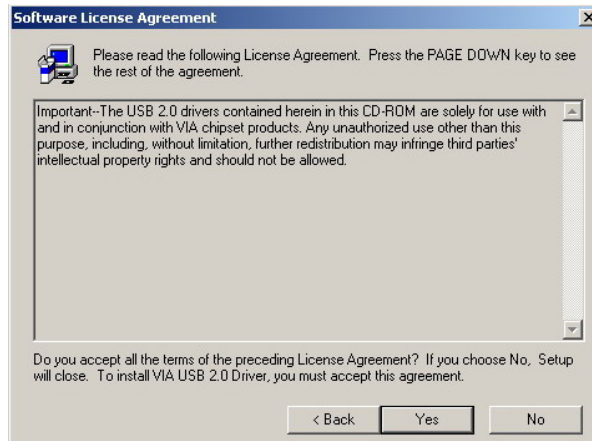 Software License Agreement
Please read the following License Agreement. Press the PAGE DOWN key to see
the rest of the agreement.
Important--The USB 2.0 drivers contained herein in this CD-ROM are solely for use with
and in conjunction with VIA chipset products. Any unauthorized use other than this
purpose, including, without limitation, further redistribution may infringe third parties'
intellectual property rights and should not be allowed.
Do you accept all the terms of the preceding License Agreement? If you choose No, Setup
will close. To install VIA USB 2.0 Driver, you must accept this agreement.
< Back Yes No